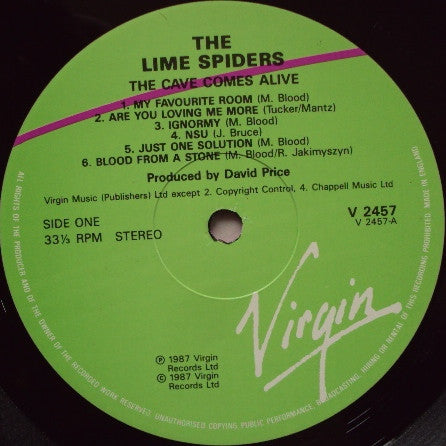 THE
LIME SPIDERS
THE CAVE COMES ALIVE
1. MY FAVOURITE ROOM (M. Blood)
2. ARE YOU LOVING ME MORE (Tucker/Mantz)
3. IGNORMY (M. Blood)
4. NSU (J. Bruce)
5. JUST ONE SOLUTION (M. Blood)
6. BLOOD FROM A STONE (M. Blood/R. Jakimyszyn)
Produced by David Price
Virgin Music (Publishers) Ltd except 2. Copyright Control, 4. Chappell Music Ltd
SIDE ONE
33⅓ RPM STEREO
V 2457
V 2457-A
Virgin
℗ 1987 Virgin
Records Ltd
© 1987 Virgin
Records Ltd
ALL RIGHTS OF THE PRODUCER AND OF THE OWNER OF THE RECORDED WORK RESERVED. UNAUTHORISED COPYING PUBLIC PERFORMANCE, BROADCASTING, HIRING OR RENTAL OF THIS RECORD PROHIBITED. MADE IN ENGLAND.